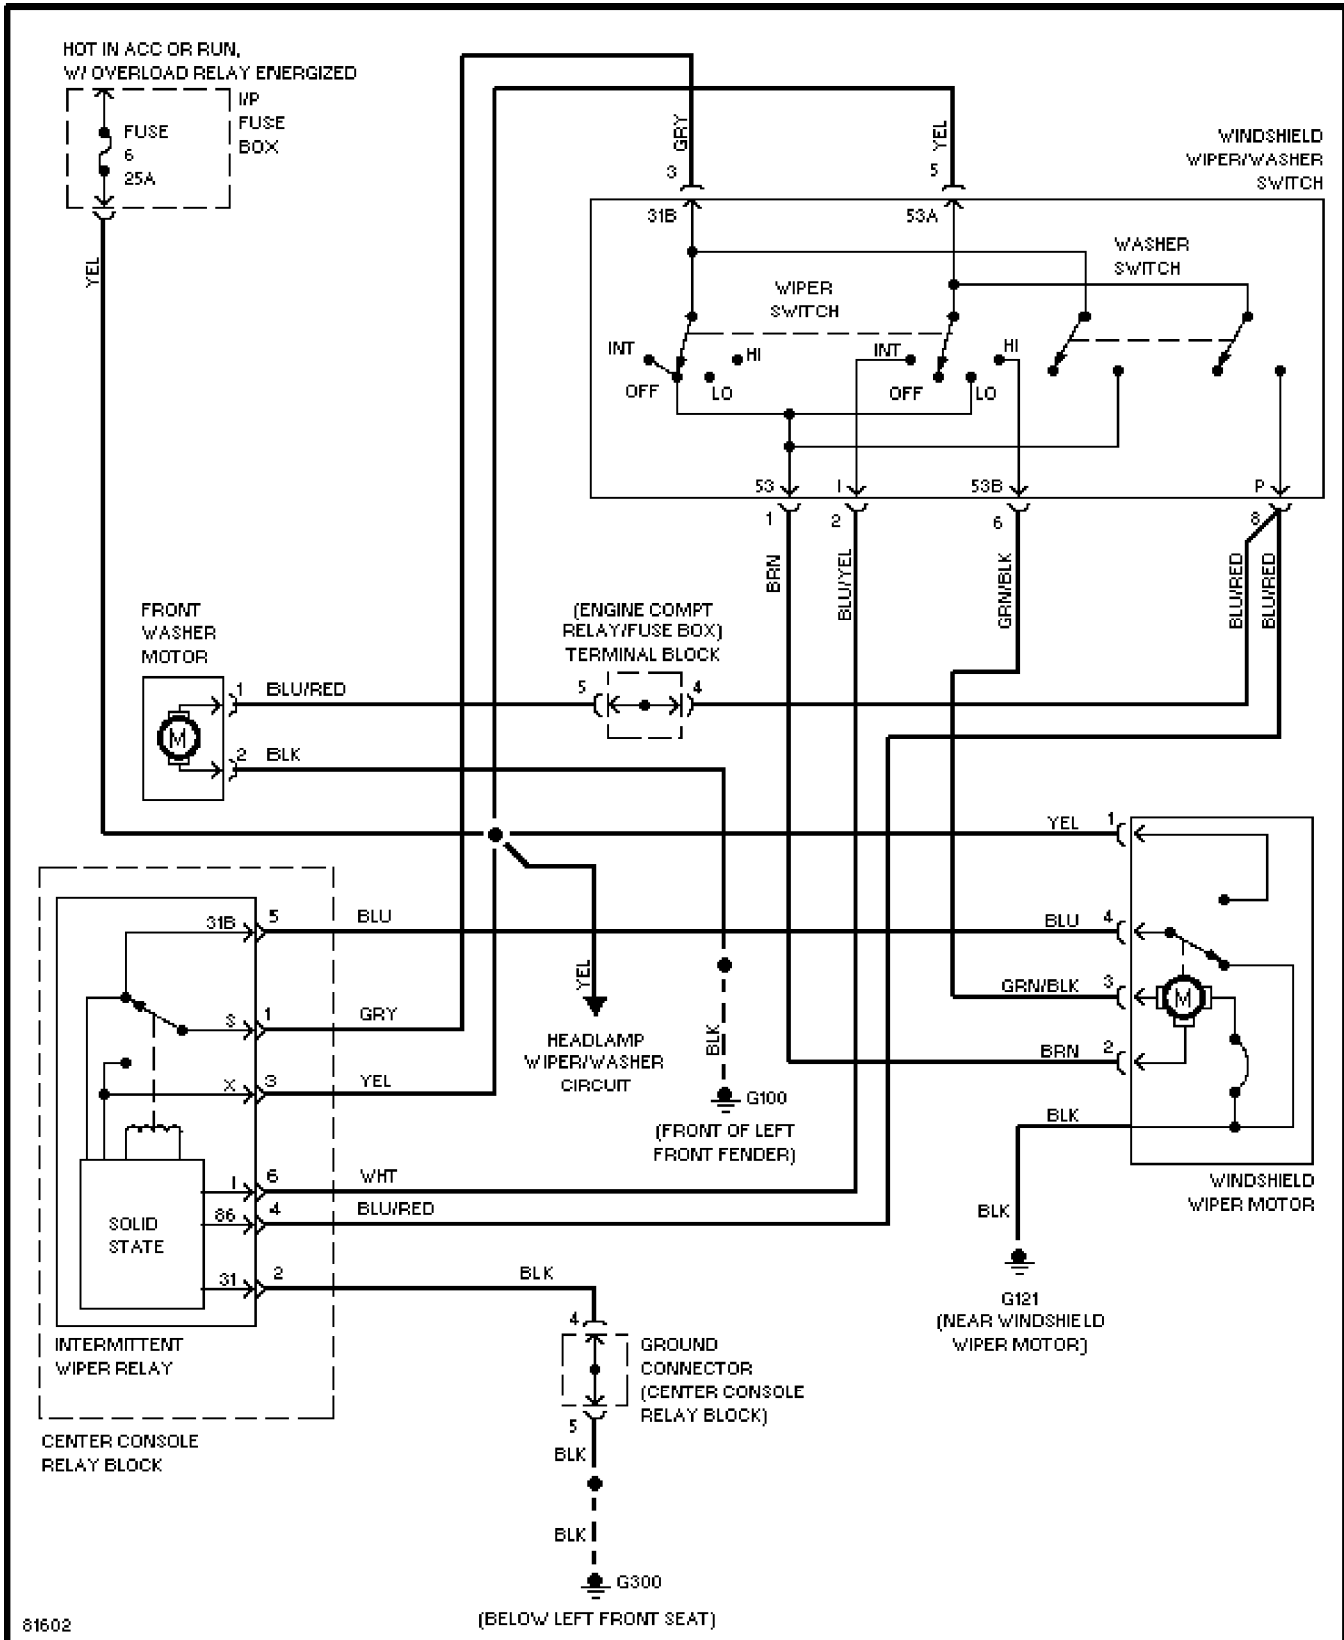 HOT IN ACC OR RUN,
W/ OVERLOAD RELAY ENERGIZED
I/P
FUSE
BOX
FUSE
6
25A
YEL
GRY
3
YEL
5
WINDSHIELD
WIPER/WASHER
SWITCH
31B
53A
WASHER
SWITCH
WIPER
SWITCH
INT
HI
OFF
LO
INT
HI
OFF
LO
53
I
53B
P
1
2
6
8
BRN
BLU/YEL
GRN/BLK
BLU/RED
BLU/RED
FRONT
WASHER
MOTOR
(ENGINE COMPT
RELAY/FUSE BOX)
TERMINAL BLOCK
M
1
BLU/RED
5
4
2
BLK
YEL
1
31B
5
BLU
BLU
4
S
1
GRY
YEL
GRN/BLK
3
M
X
3
YEL
HEADLAMP
WIPER/WASHER
CIRCUIT
BLK
G100
(FRONT OF LEFT
FRONT FENDER)
BRN
2
BLK
I
6
WHT
86
4
BLU/RED
SOLID
STATE
31
2
BLK
BLK
WINDSHIELD
WIPER MOTOR
G121
(NEAR WINDSHIELD
WIPER MOTOR)
INTERMITTENT
WIPER RELAY
4
GROUND
CONNECTOR
(CENTER CONSOLE
RELAY BLOCK)
5
CENTER CONSOLE
RELAY BLOCK
BLK
BLK
G300
(BELOW LEFT FRONT SEAT)
81602